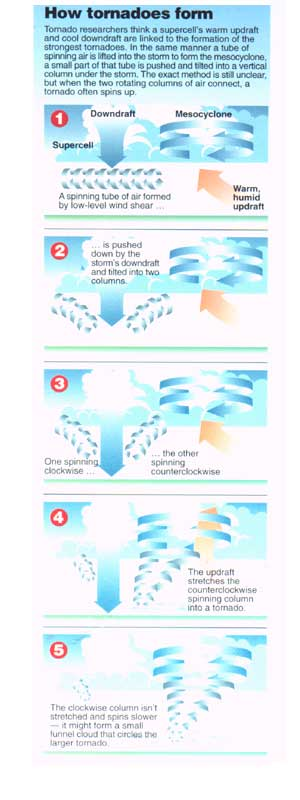 How tornadoes form
Tornado researchers think a supercell's warm updraft
and cool downdraft are linked to the formation of the
strongest tornadoes. In the same manner a tube of
spinning air is lifted into the storm to form the mesocyclone,
a small part of that tube is pushed and tilted into a vertical
column under the storm. The exact method is still unclear,
but when the two rotating columns of air connect, a
tornado often spins up.
1
Downdraft
Mesocyclone
Supercell
A spinning tube of air formed
by low-level wind shear ...
Warm,
humid
updraft
2
... is pushed
down by the
storm's downdraft
and tilted into two
columns.
3
One spinning
clockwise ...
... the other
spinning
counterclockwise
4
The updraft
stretches the
counterclockwise
spinning column
into a tornado.
5
The clockwise column isn't
stretched and spins slower
— it might form a small
funnel cloud that circles the
larger tornado.